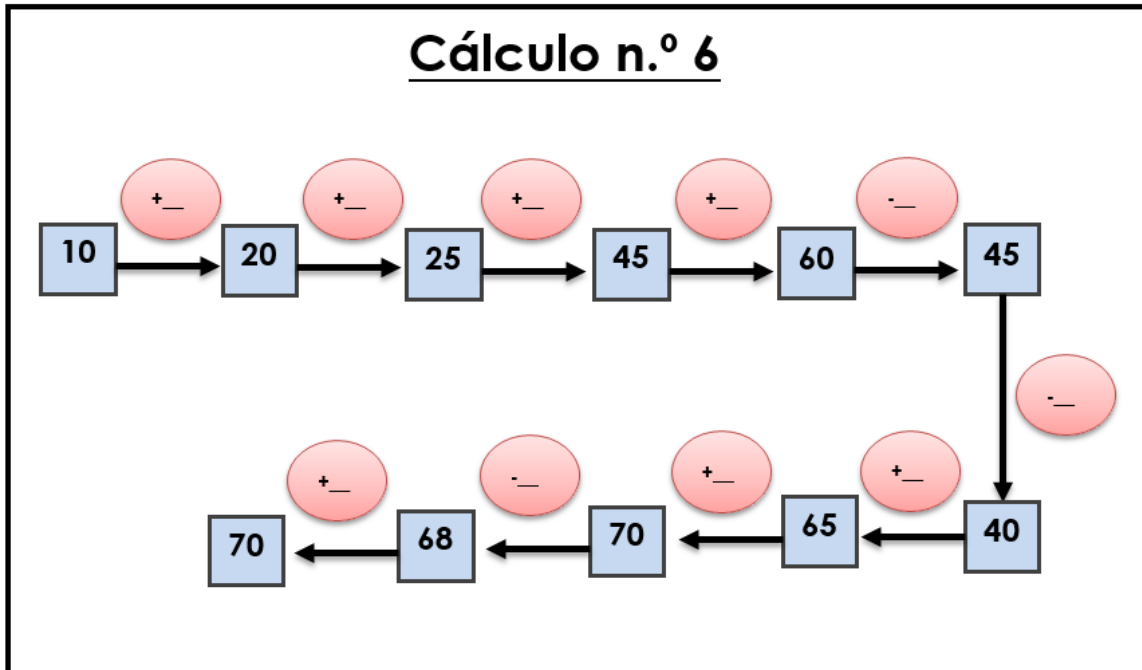 Cálculo n.º 6
+__ +__ +__ +__ -__
10 20 25 45 60 45
-__
+__ -__ +__ +__
70 68 70 65 40